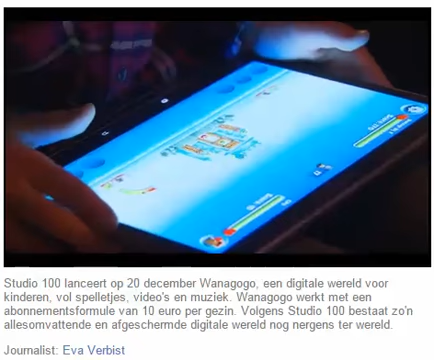 Studio 100 lanceert op 20 december Wanagogo, een digitale wereld voor
kinderen, vol spelletjes, video's en muziek. Wanagogo werkt met een
abonnementsformule van 10 euro per gezin. Volgens Studio 100 bestaat zo'n
allesomvattende en afgeschermde digitale wereld nog nergens ter wereld.
Journalist: Eva Verbist